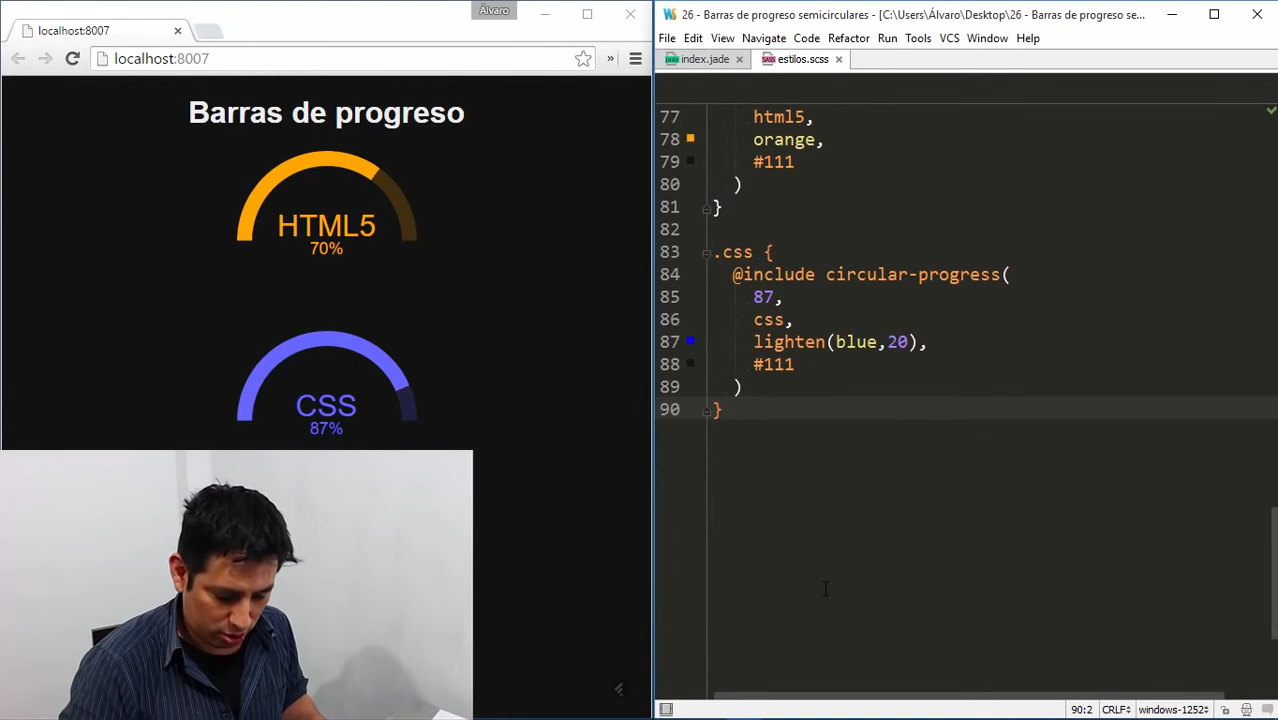 Álvaro
localhost:8007
localhost:8007
»
Barras de progreso
HTML5
70%
CSS
87%
26 - Barras de progreso semicirculares - [C:\Users\Álvaro\Desktop\26 - Barras de progreso se...
File Edit View Navigate Code Refactor Run Tools VCS Window Help
index.jade estilos.scss
77 html5,
78 orange,
79 #111
80 )
81 }
82
83 .css {
84 @include circular-progress(
85 87,
86 css,
87 lighten(blue,20),
88 #111
89 )
90 }
90:2 CRLF windows-1252